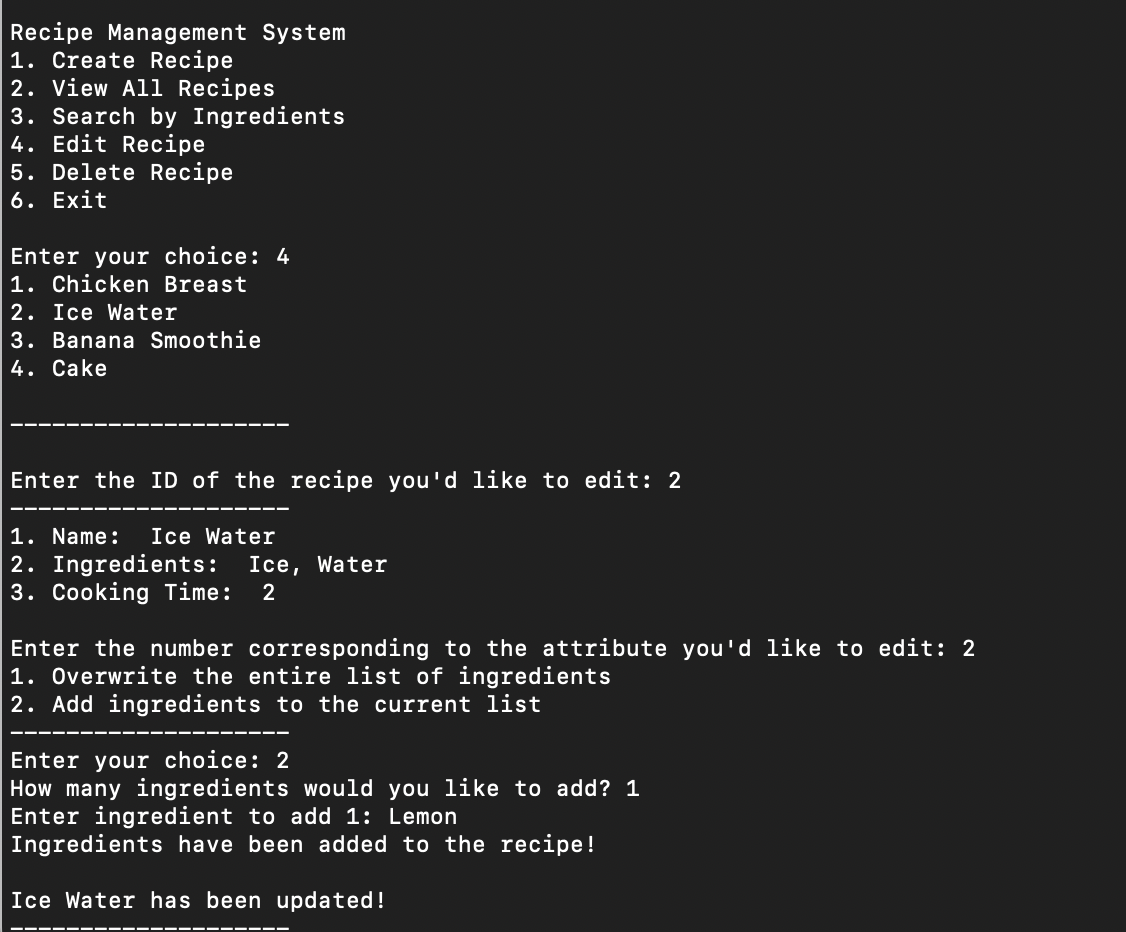 Recipe Management System
1. Create Recipe
2. View All Recipes
3. Search by Ingredients
4. Edit Recipe
5. Delete Recipe
6. Exit
Enter your choice: 4
1. Chicken Breast
2. Ice Water
3. Banana Smoothie
4. Cake
--------------------
Enter the ID of the recipe you'd like to edit: 2
--------------------
1. Name:  Ice Water
2. Ingredients:  Ice, Water
3. Cooking Time:  2
Enter the number corresponding to the attribute you'd like to edit: 2
1. Overwrite the entire list of ingredients
2. Add ingredients to the current list
--------------------
Enter your choice: 2
How many ingredients would you like to add? 1
Enter ingredient to add 1: Lemon
Ingredients have been added to the recipe!
Ice Water has been updated!
--------------------